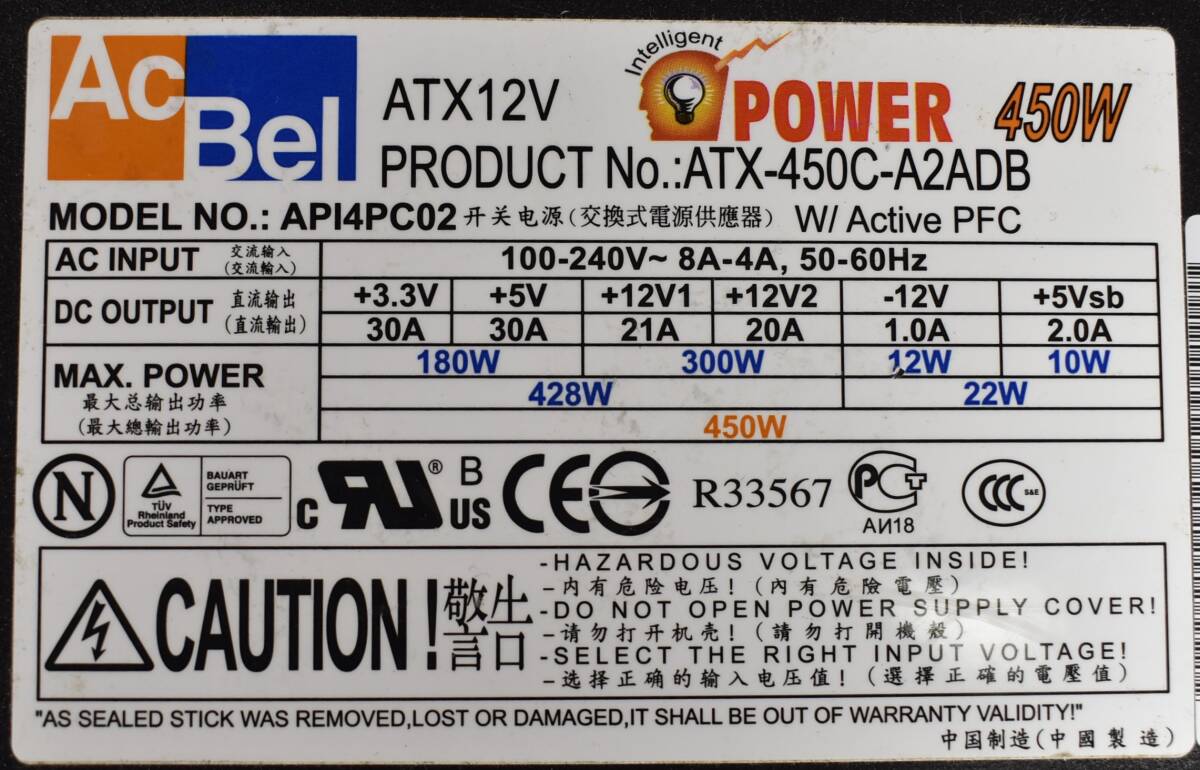 AcBel
ATX12V
Intelligent
POWER 450W
PRODUCT No.:ATX-450C-A2ADB
MODEL NO.: API4PC02 开关电源(交換式電源供應器) W/ Active PFC
AC INPUT 交流输入 (交流輸入) 100-240V~ 8A-4A, 50-60Hz
DC OUTPUT 直流输出 (直流輸出) +3.3V +5V +12V1 +12V2 -12V +5Vsb
30A 30A 21A 20A 1.0A 2.0A
MAX. POWER 180W 300W 12W 10W
最大总输出功率 428W 22W
(最大總輸出功率) 450W
N
TÜV Rheinland Product Safety
BAUART GEPRÜFT
TYPE APPROVED
C RU ® US B
CE
R33567
PCT
АИ18
CCC S&E
CAUTION! 警告
-HAZARDOUS VOLTAGE INSIDE!
-内有危险电压! (內有危險電壓)
-DO NOT OPEN POWER SUPPLY COVER!
-请勿打开机壳! (請勿打開機殼)
-SELECT THE RIGHT INPUT VOLTAGE!
-选择正确的输入电压值! (選擇正確的電壓值)
"AS SEALED STICK WAS REMOVED,LOST OR DAMAGED,IT SHALL BE OUT OF WARRANTY VALIDITY!"
中国制造(中國製造)